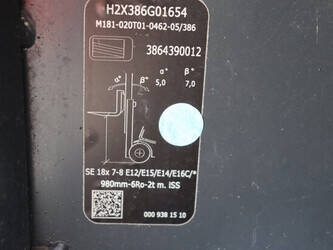 H2X386G01654
M181-020T01-0462-05/386
3864390012
α° β° α° β°
5,0 7,0
SE 18x 7-8 E12/E15/E14/E16C/*
980mm-6Ro-2t m. ISS
000 938 15 10